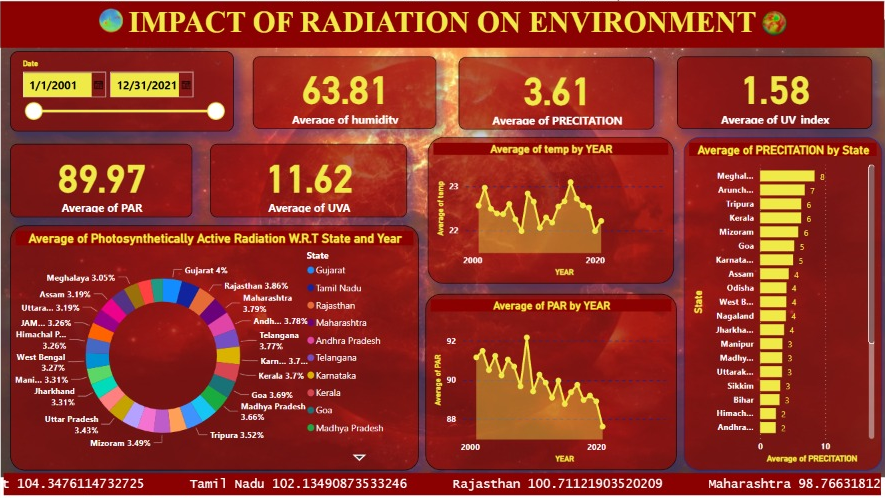 IMPACT OF RADIATION ON ENVIRONMENT
Date
1/1/2001
12/31/2021
63.81
Average of humidity
3.61
Average of PRECITATION
1.58
Average of UV index
89.97
Average of PAR
11.62
Average of UVA
Average of temp by YEAR
Average of temp
23
22
2000
2020
YEAR
Average of PRECITATION by State
State
Meghal... 8
Arunch... 7
Tripura 6
Kerala 6
Mizoram 6
Goa 5
Karnata... 5
Assam 4
Odisha 4
West B... 4
Nagaland 4
Jharkha... 4
Manipur 3
Madhy... 3
Uttarak... 3
Sikkim 3
Bihar 3
Himach... 2
Andhra... 2
0
10
Average of PRECITATION
Average of Photosynthetically Active Radiation W.R.T State and Year
Gujarat 4%
Rajasthan 3.86%
Maharashtra
3.79%
Andh... 3.78%
Telangana
3.77%
Karn... 3.7...
Kerala 3.7%
Goa 3.69%
Madhya Pradesh
3.66%
Tripura 3.52%
Mizoram 3.49%
Uttar Pradesh
3.43%
Jharkhand
3.31%
Mani... 3.31%
West Bengal
3.27%
Himachal P...
3.26%
JAM... 3.26%
Uttara... 3.19%
Assam 3.19%
Meghalaya 3.05%
State
Gujarat
Tamil Nadu
Rajasthan
Maharashtra
Andhra Pradesh
Telangana
Karnataka
Kerala
Goa
Madhya Pradesh
Average of PAR by YEAR
Average of PAR
92
90
88
2000
2020
YEAR
t 104.3476114732725 Tamil Nadu 102.13490873533246 Rajasthan 100.71121903520209 Maharashtra 98.76631812